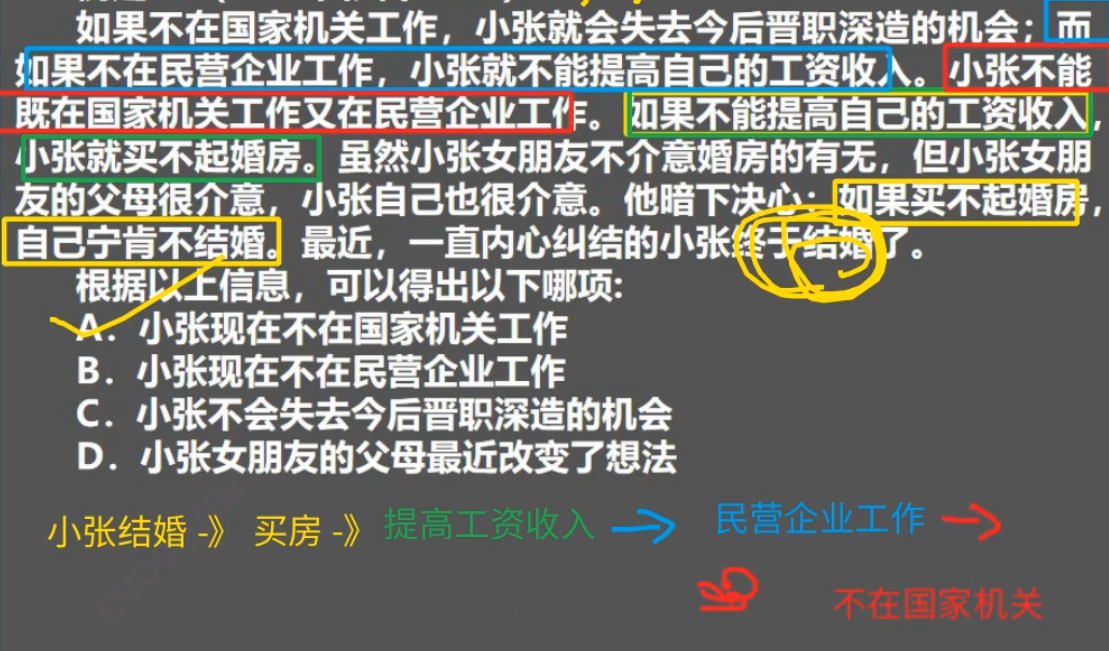 如果不在国家机关工作，小张就会失去今后晋职深造的机会；而
如果不在民营企业工作，小张就不能提高自己的工资收入。小张不能
既在国家机关工作又在民营企业工作。如果不能提高自己的工资收入，
小张就买不起婚房。虽然小张女朋友不介意婚房的有无，但小张女朋
友的父母很介意，小张自己也很介意。他暗下决心：如果买不起婚房，
自己宁肯不结婚。最近，一直内心纠结的小张终于结婚了。
根据以上信息，可以得出以下哪项:
A．小张现在不在国家机关工作
B．小张现在不在民营企业工作
C．小张不会失去今后晋职深造的机会
D．小张女朋友的父母最近改变了想法
小张结婚 -》 买房 -》 提高工资收入 民营企业工作
不在国家机关